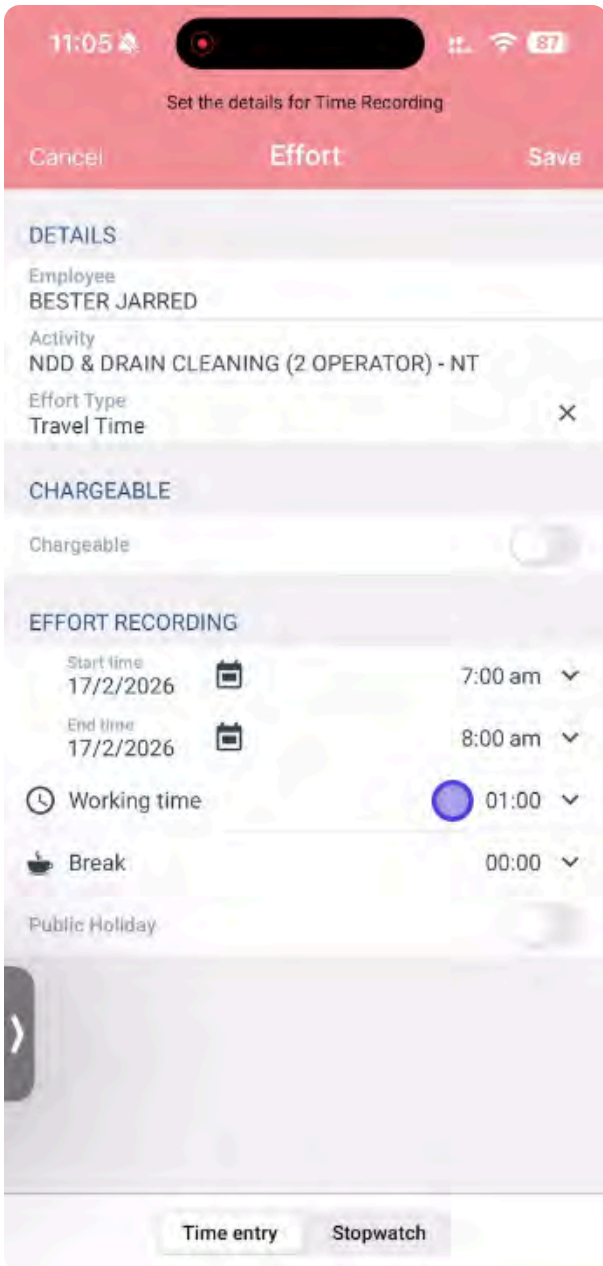 11:05
87
Set the details for Time Recording
Cancel Effort Save
DETAILS
Employee
BESTER JARRED
Activity
NDD & DRAIN CLEANING (2 OPERATOR) - NT
Effort Type
Travel Time
CHARGEABLE
Chargeable
EFFORT RECORDING
Start time
17/2/2026 7:00 am
End time
17/2/2026 8:00 am
Working time 01:00
Break 00:00
Public Holiday
Time entry Stopwatch